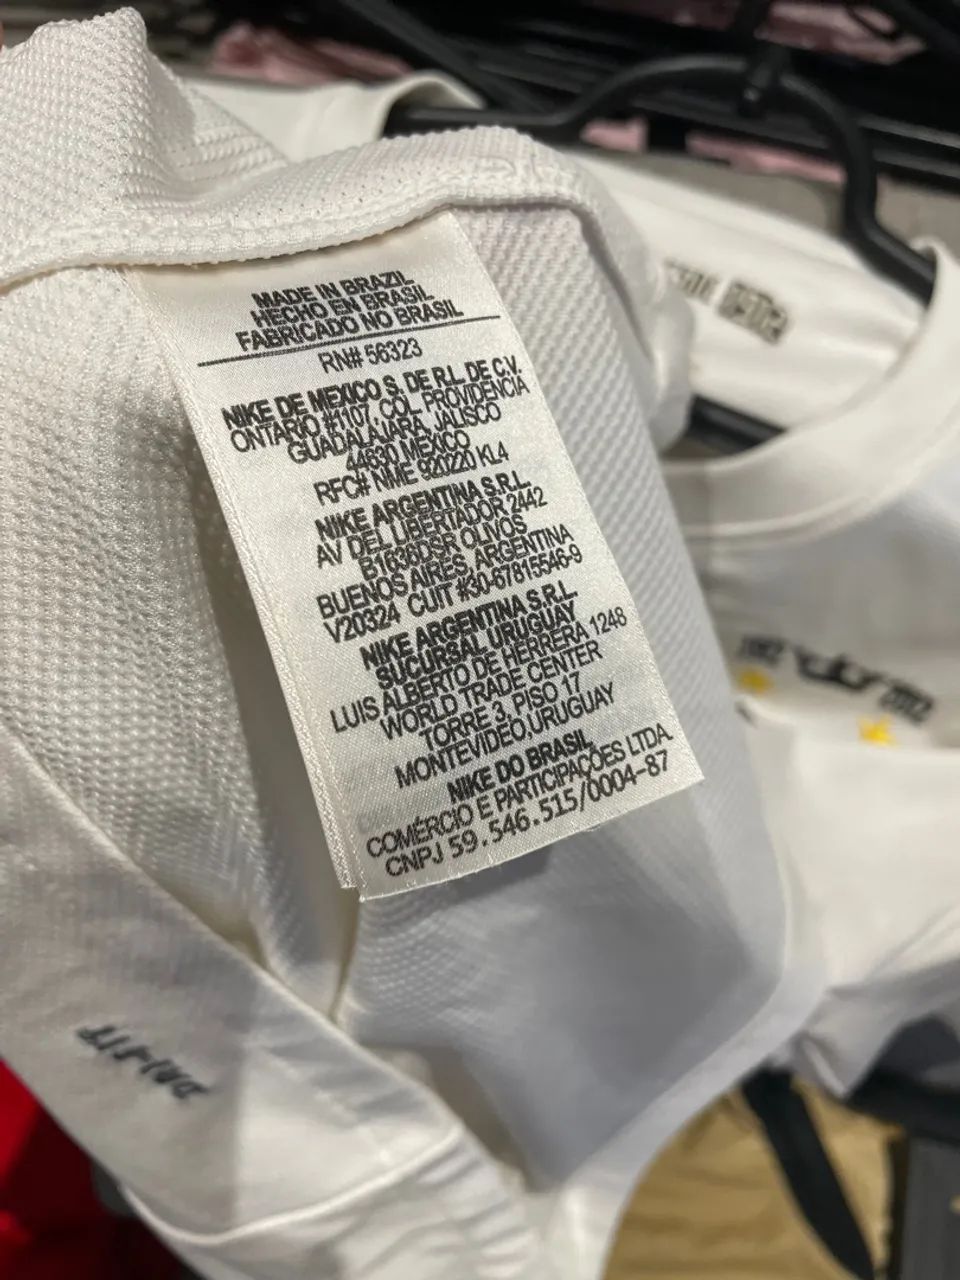 MADE IN BRAZIL
HECHO EN BRASIL
FABRICADO NO BRASIL
RN# 56323
NIKE DE MEXICO S. DE R.L. DE C.V.
ONTARIO #1107, COL PROVIDENCIA
GUADALAJARA, JALISCO
44630 MEXICO
RFC# NME 920220 KL4
NIKE ARGENTINA S.R.L.
AV DEL LIBERTADOR 2442
B1636DSR OLIVOS
BUENOS AIRES, ARGENTINA
V20324 CUIT #30-67815546-9
NIKE ARGENTINA S.R.L
SUCURSAL URUGUAY
LUIS ALBERTO DE HERRERA 1248
WORLD TRADE CENTER
TORRE 3, PISO 17
MONTEVIDEO,URUGUAY
NIKE DO BRASIL
COMÉRCIO E PARTICIPAÇÕES LTDA.
CNPJ 59.546.515/0004-87
DRI-FIT